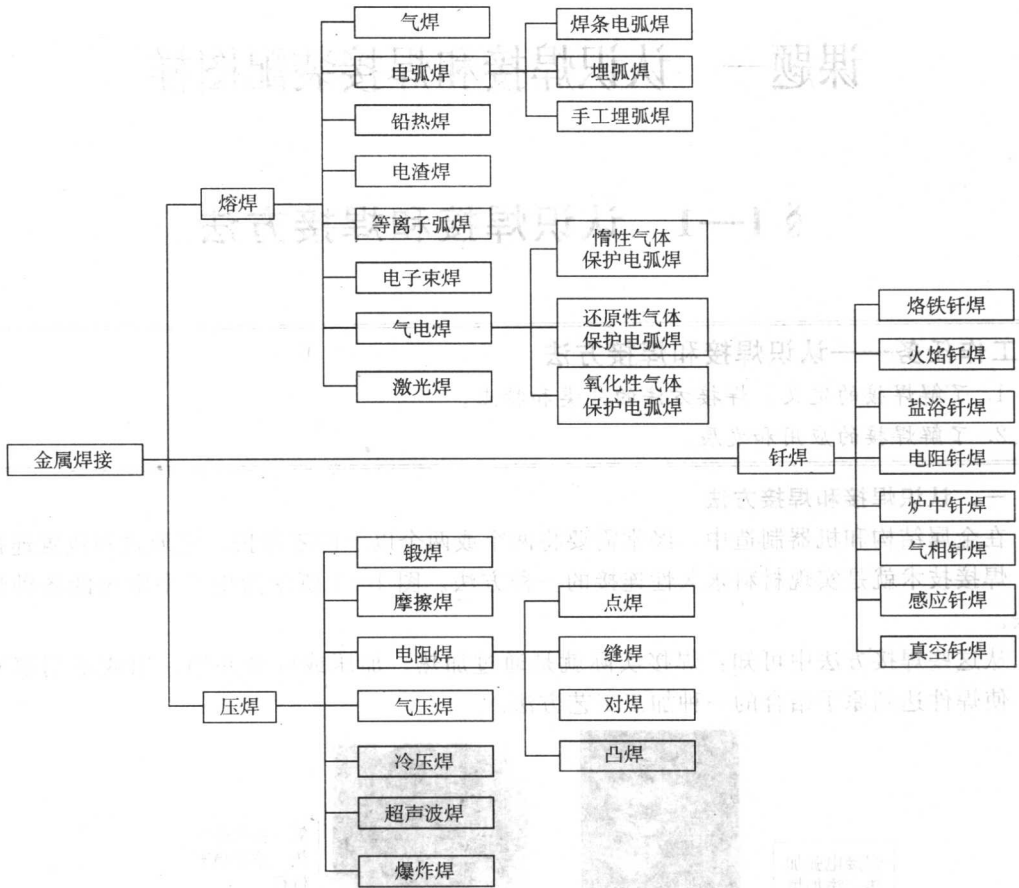 金属焊接
熔焊
气焊
电弧焊
焊条电弧焊
埋弧焊
手工埋弧焊
铅热焊
电渣焊
等离子弧焊
电子束焊
气电焊
惰性气体
保护电弧焊
还原性气体
保护电弧焊
氧化性气体
保护电弧焊
激光焊
钎焊
烙铁钎焊
火焰钎焊
盐浴钎焊
电阻钎焊
炉中钎焊
气相钎焊
感应钎焊
真空钎焊
压焊
锻焊
摩擦焊
电阻焊
点焊
缝焊
对焊
凸焊
气压焊
冷压焊
超声波焊
爆炸焊